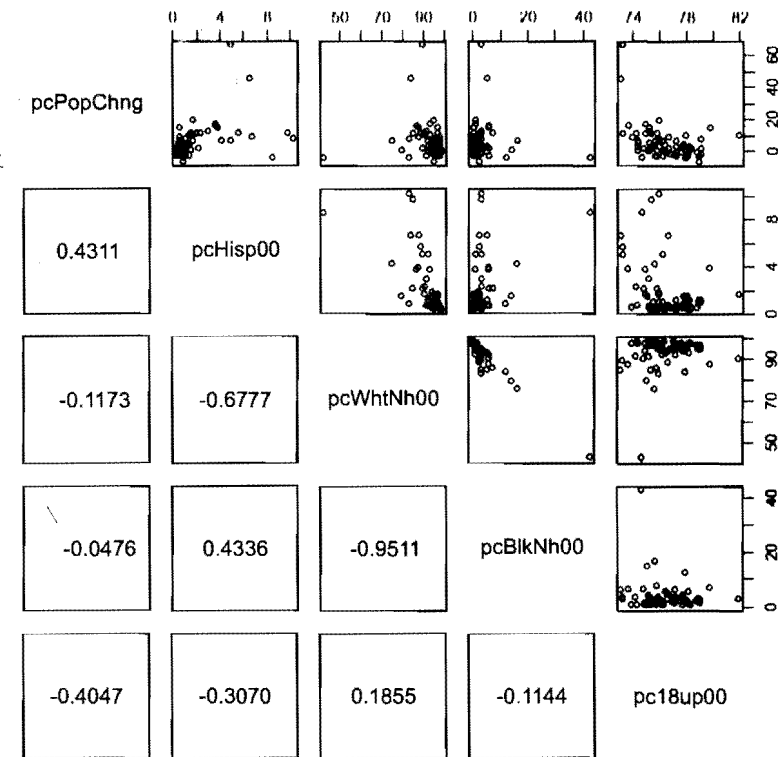 0 4 8 50 70 90 0 20 40 74 78 82
pcPopChng
0 20 40 60
0.4311 pcHisp00
0 4 8
-0.1173 -0.6777 pcWhtNh00
50 70 90
-0.0476 0.4336 -0.9511 pcBlkNh00
0 20 40
-0.4047 -0.3070 0.1855 -0.1144 pc18up00